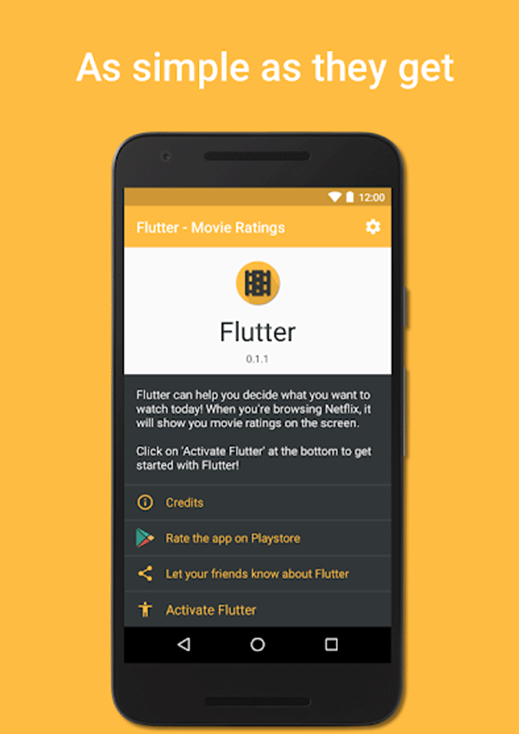 As simple as they get
12:00
Flutter - Movie Ratings
Flutter
0.1.1
Flutter can help you decide what you want to
watch today! When you're browsing Netflix, it
will show you movie ratings on the screen.
Click on 'Activate Flutter' at the bottom to get
started with Flutter!
Credits
Rate the app on Playstore
Let your friends know about Flutter
Activate Flutter